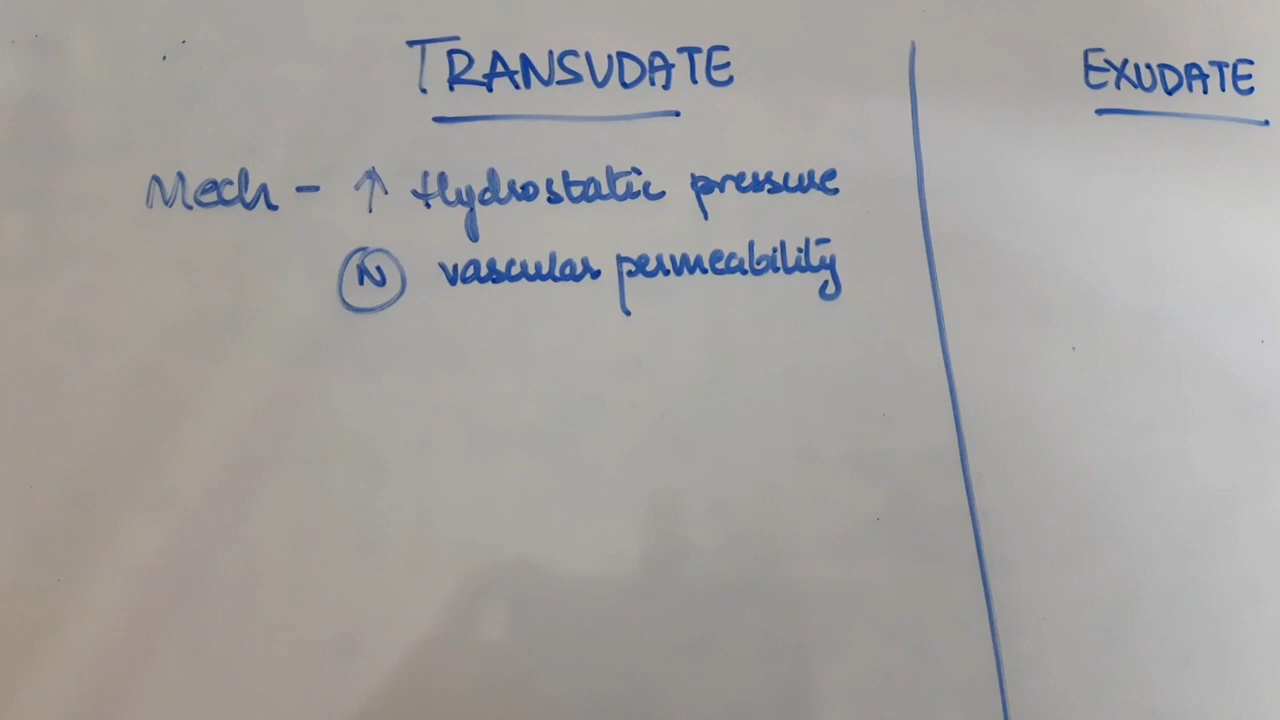 TRANSUDATE
EXUDATE
Mech - ↑ Hydrostatic pressure
N vascular permeability